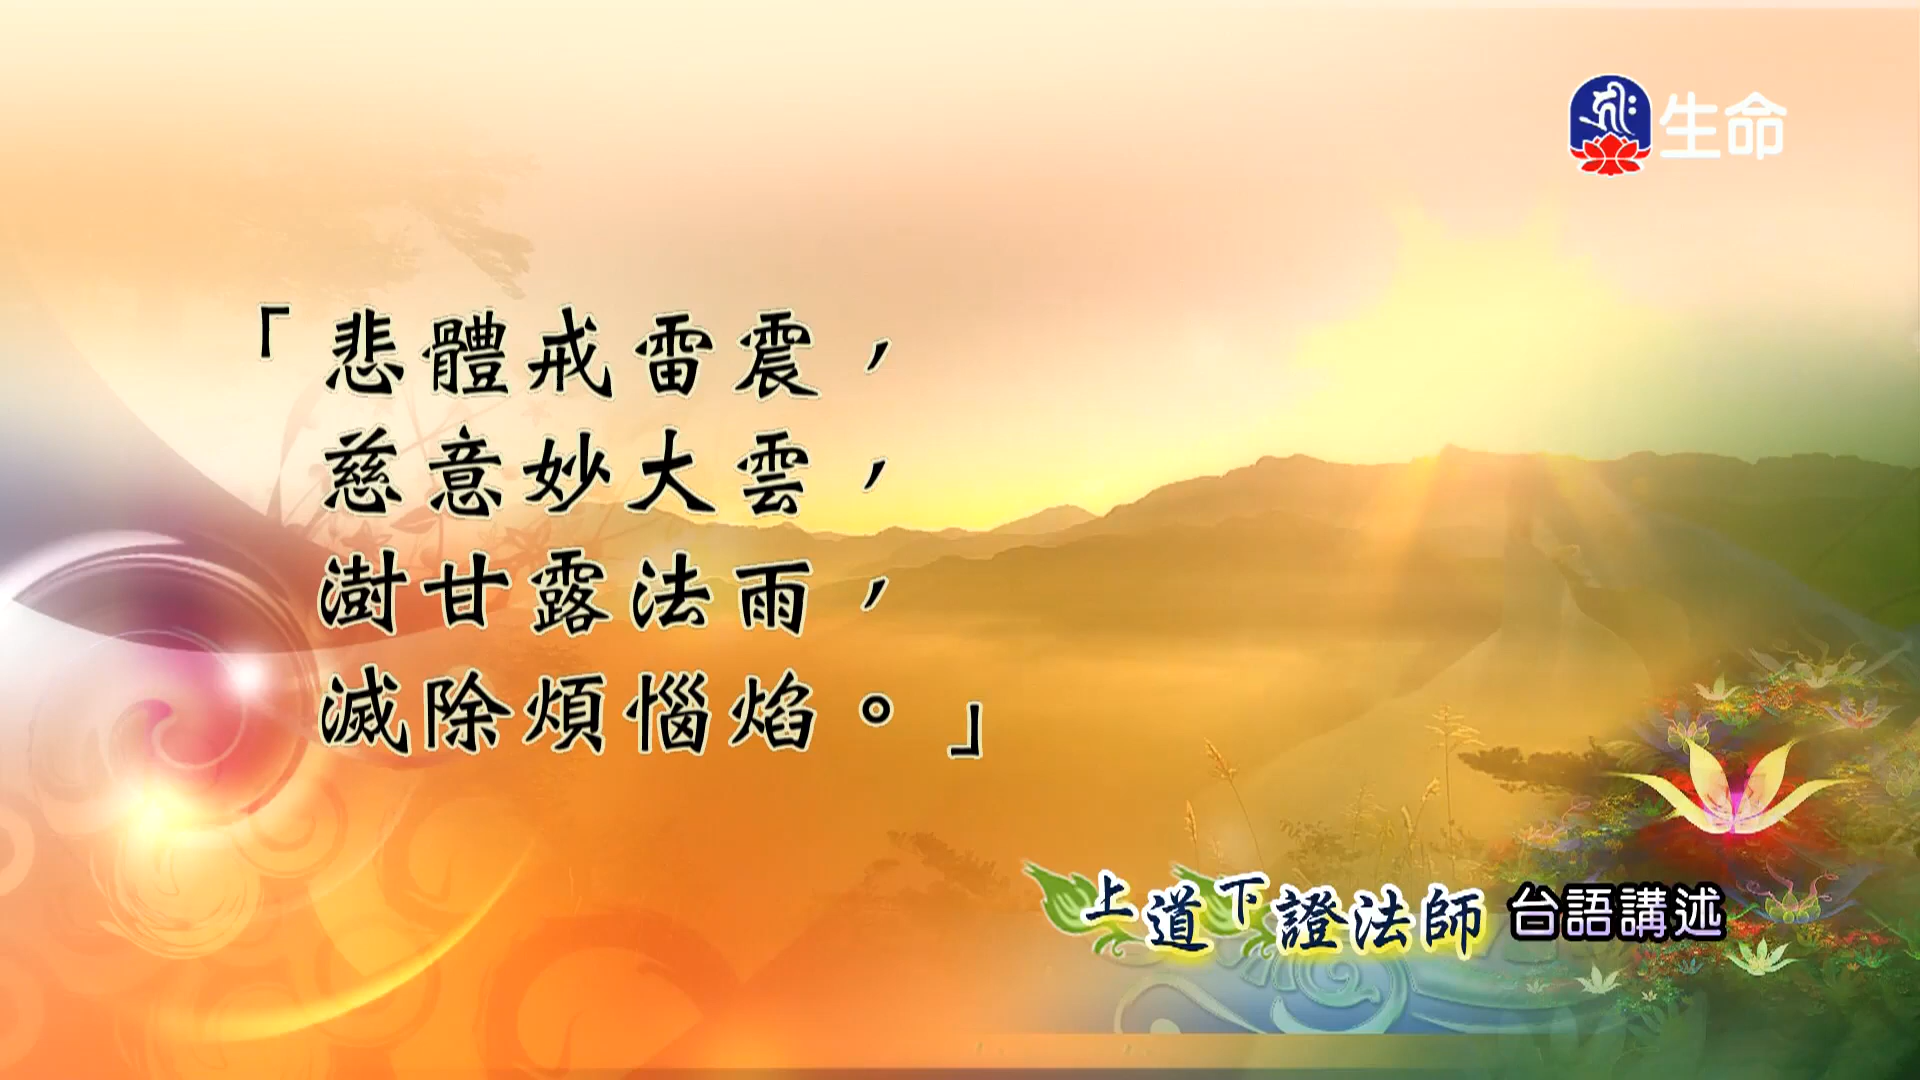 生命
「悲體戒雷震，
慈意妙大雲，
澍甘露法雨，
滅除煩惱焰。」
上道下證法師 台語講述